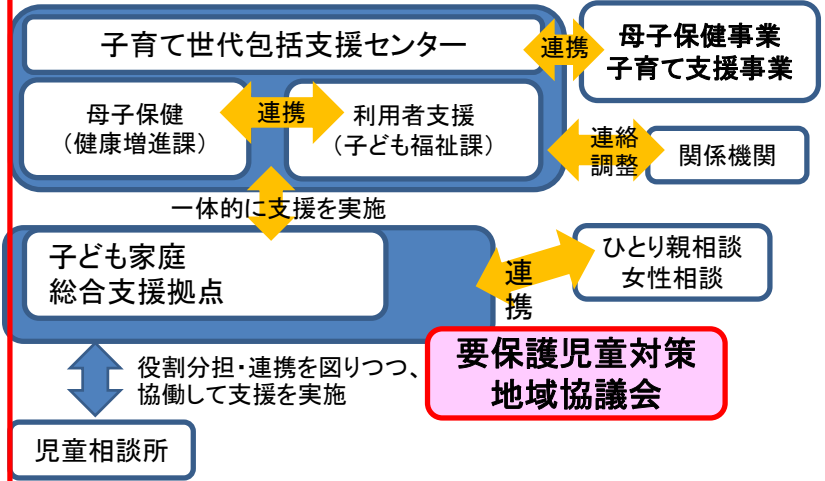 子育て世代包括支援センター
連携
母子保健事業
子育て支援事業
母子保健
(健康増進課)
連携
利用者支援
(子ども福祉課)
連絡
調整
関係機関
一体的に支援を実施
子ども家庭
総合支援拠点
連
携
ひとり親相談
女性相談
役割分担・連携を図りつつ、
協働して支援を実施
要保護児童対策
地域協議会
児童相談所